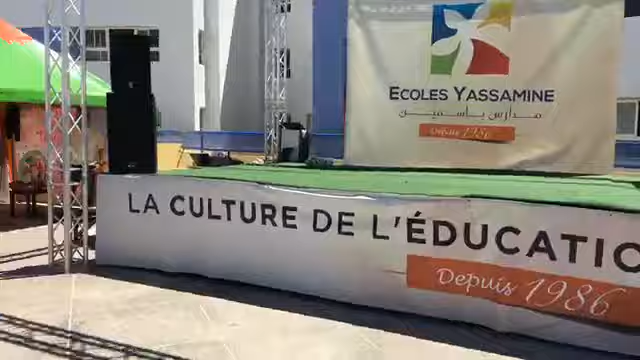 ECOLES YASSAMINE
مدارس ياسمين
Depuis 1986
LA CULTURE DE L'ÉDUCATIO
Depuis 1986